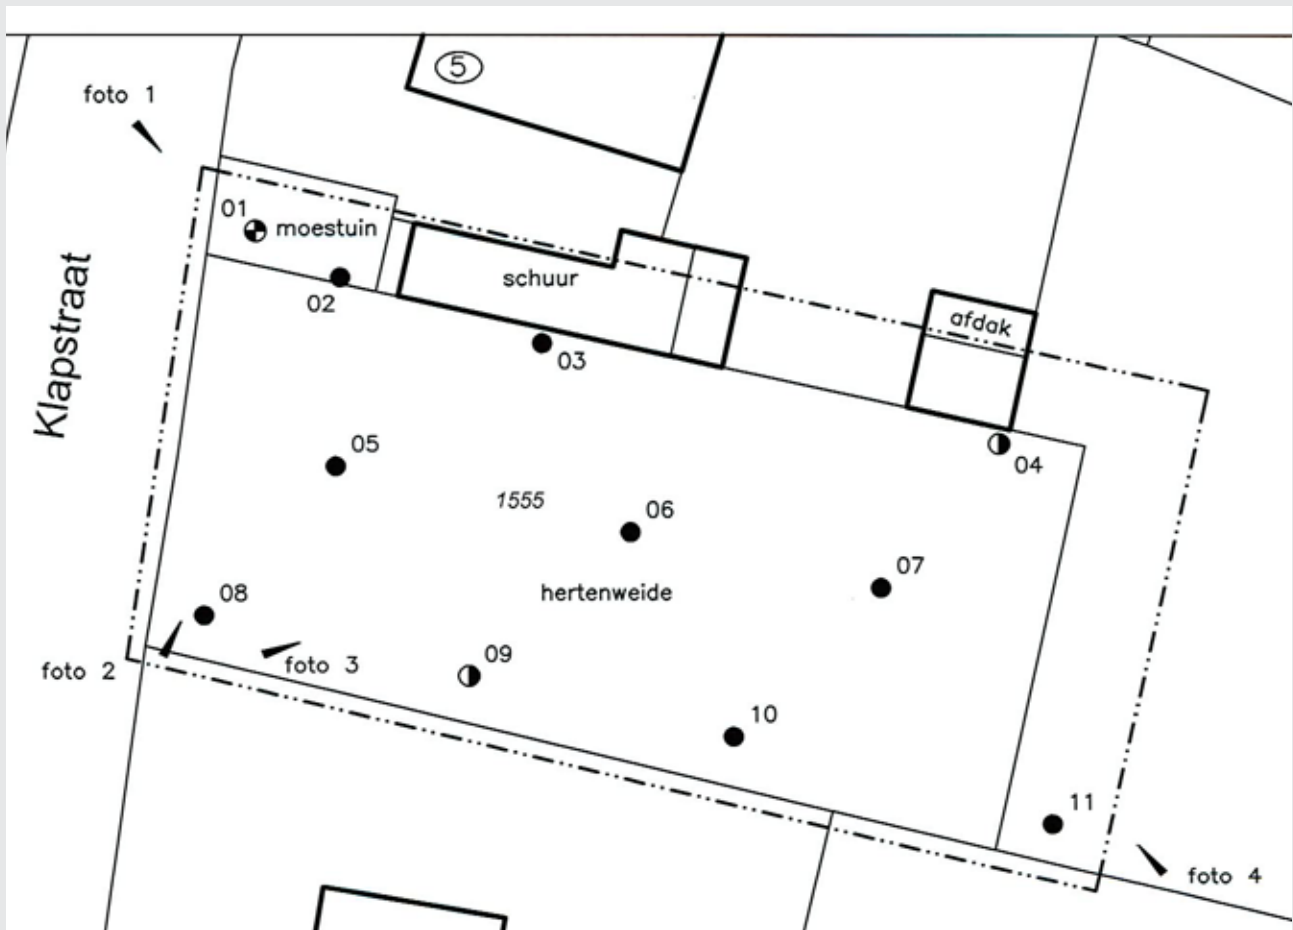 5
foto 1
01
moestuin
02
schuur
03
afdak
04
Klapstraat
05
1555
06
hertenweide
07
08
foto 2
foto 3
09
10
11
foto 4